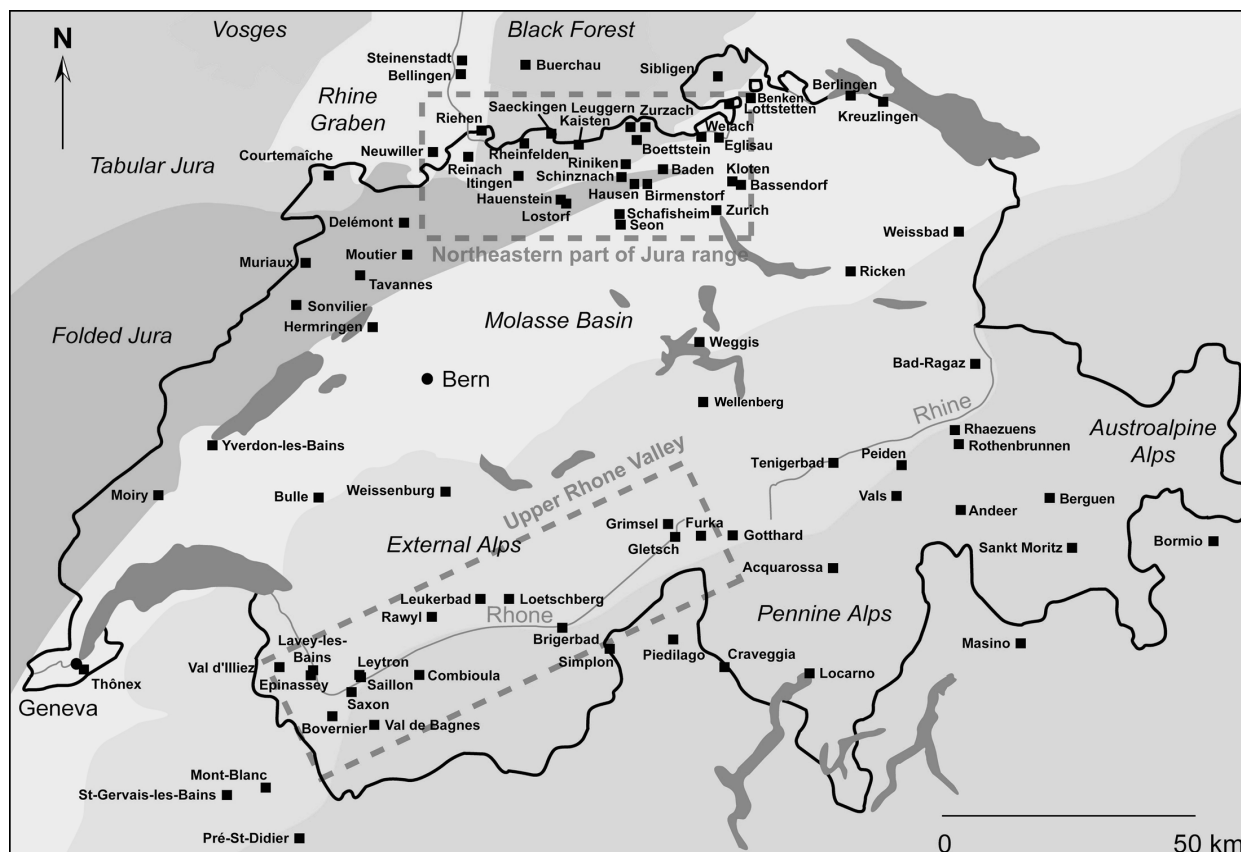 Vosges
Black Forest
N
Steinenstadt
Bellingen
Buerchau
Sibligen
Berlingen
Benken
Lottstetten
Kreuzlingen
Rhine
Graben
Saeckingen
Leuggern
Zurzach
Kaisten
Riehen
Welach
Eglisau
Rheinfelden
Boettstein
Neuwiller
Tabular Jura
Courtemaîche
Reinach
Itingen
Riniken
Baden
Kloten
Schinznach
Bassendorf
Hausen
Birmenstorf
Hauenstein
Lostorf
Schafisheim
Zurich
Seon
Delémont
Weissbad
Northeastern part of Jura range
Moutier
Muriaux
Ricken
Tavannes
Sonvilier
Hermringen
Molasse Basin
Folded Jura
Weggis
Bad-Ragaz
Bern
Wellenberg
Rhine
Rhaezuens
Rothenbrunnen
Austroalpine
Alps
Yverdon-les-Bains
Peiden
Tenigerbad
Upper Rhone Valley
Moiry
Bulle
Weissenburg
Vals
Berguen
Andeer
Grimsel
Furka
Gletsch
Gotthard
External Alps
Sankt Moritz
Bormio
Acquarossa
Leukerbad
Loetschberg
Rawyl
Rhone
Pennine Alps
Brigerbad
Simplon
Piedilago
Masino
Lavey-les-
Bains
Val d'Illiez
Epinassey
Leytron
Saillon
Combioula
Craveggia
Locarno
Thônex
Geneva
Saxon
Bovernier
Val de Bagnes
Mont-Blanc
St-Gervais-les-Bains
Pré-St-Didier
0
50 km